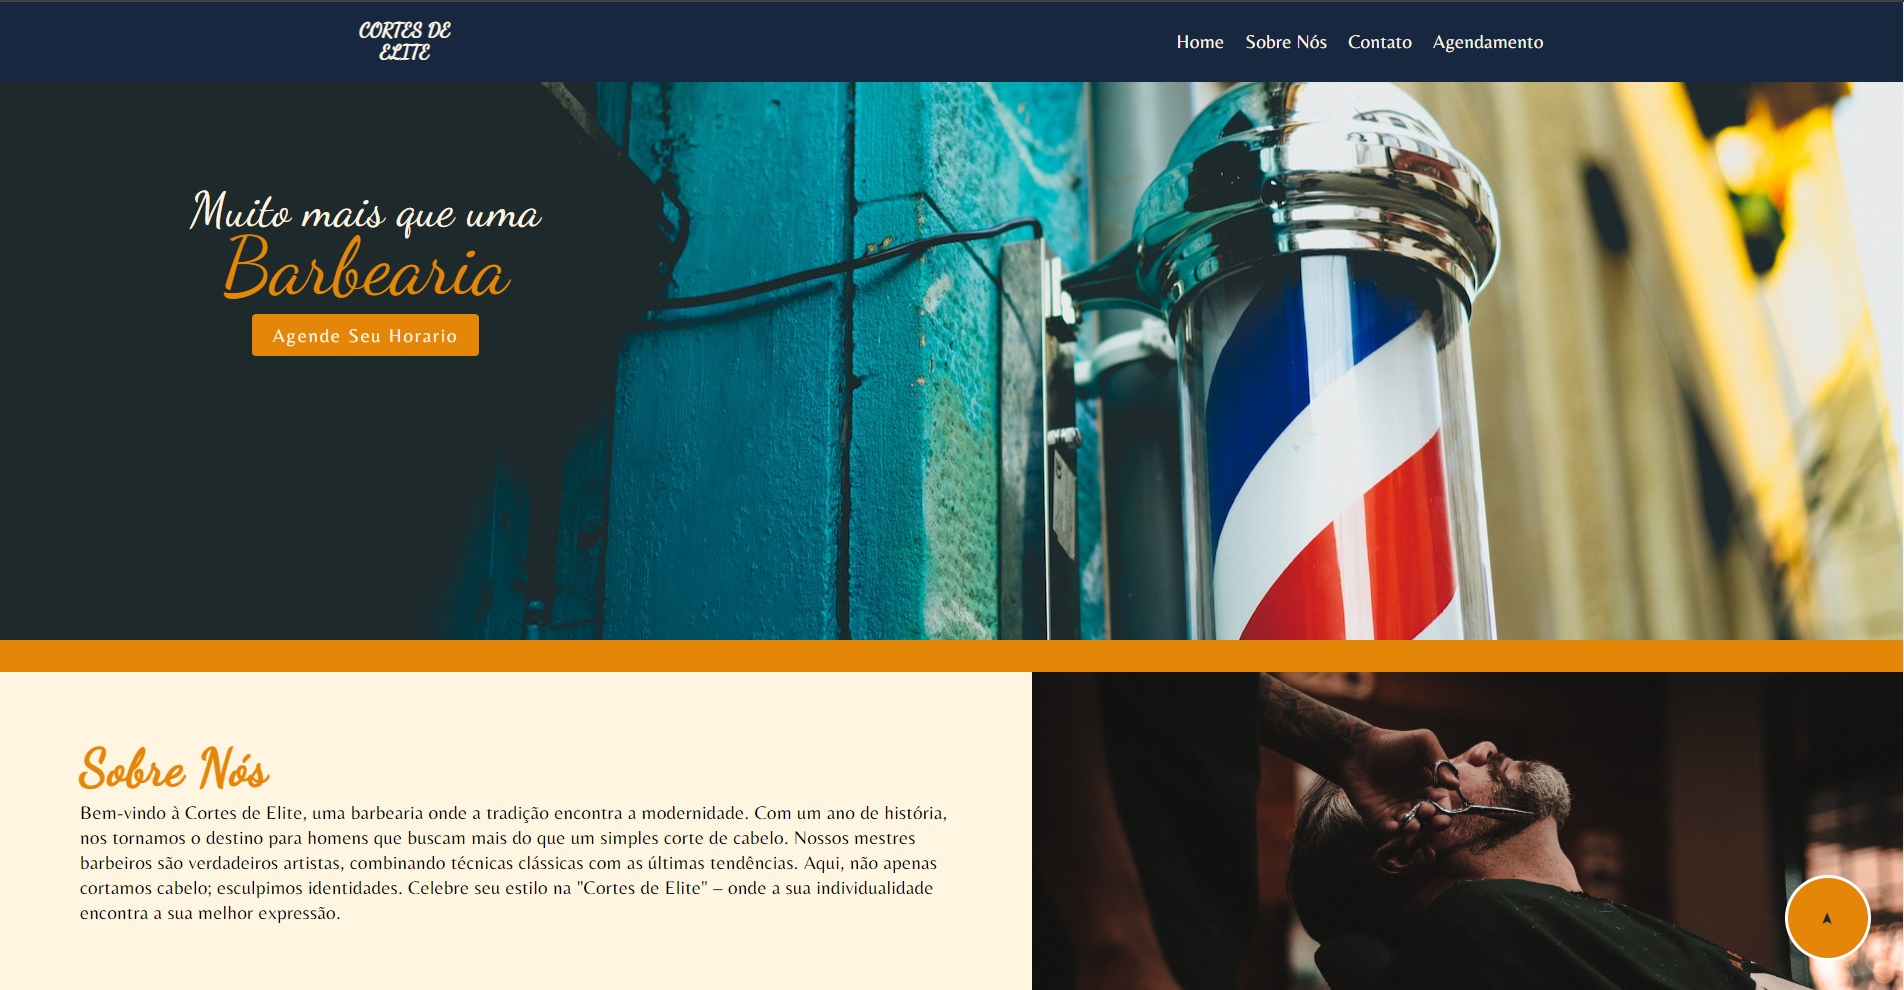 CORTES DE
ELITE
Home Sobre Nós Contato Agendamento
Muito mais que uma
Barbearia
Agende Seu Horario
Sobre Nós
Bem-vindo à Cortes de Elite, uma barbearia onde a tradição encontra a modernidade. Com um ano de história,
nos tornamos o destino para homens que buscam mais do que um simples corte de cabelo. Nossos mestres
barbeiros são verdadeiros artistas, combinando técnicas clássicas com as últimas tendências. Aqui, não apenas
cortamos cabelo; esculpimos identidades. Celebre seu estilo na "Cortes de Elite" – onde a sua individualidade
encontra a sua melhor expressão.